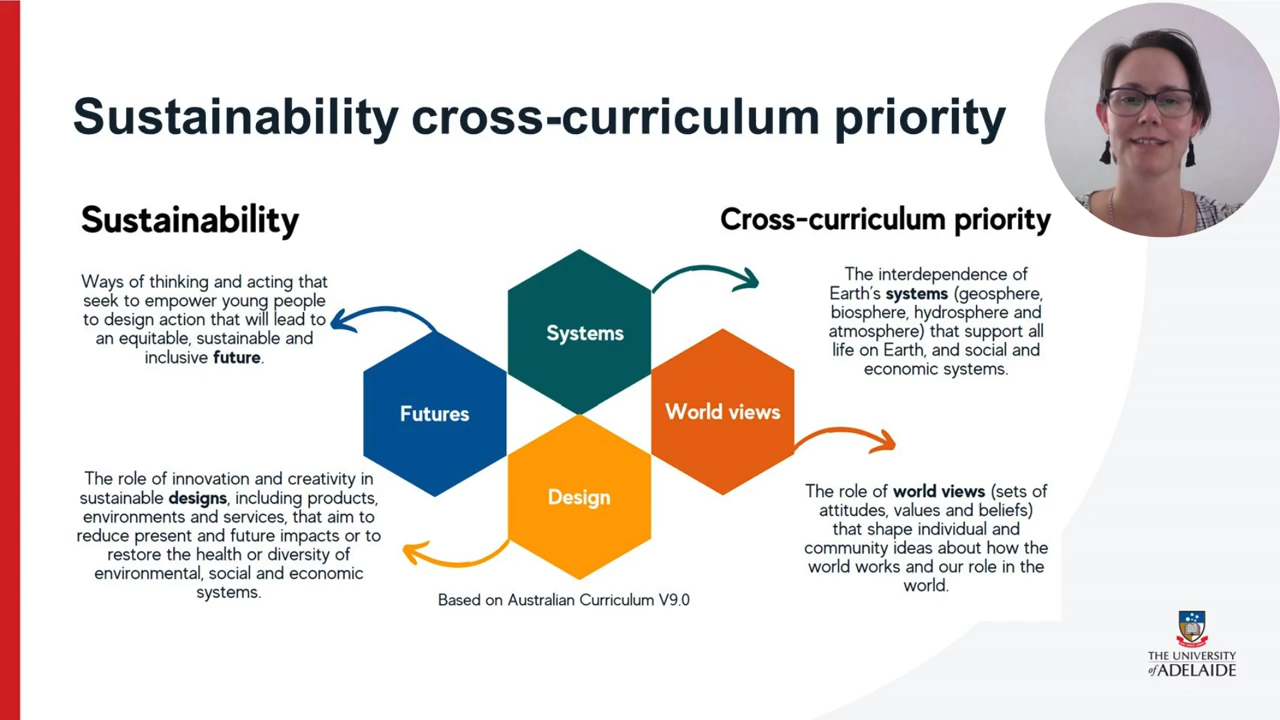 Sustainability cross-curriculum priority
Sustainability
Cross-curriculum priority
Ways of thinking and acting that
seek to empower young people
to design action that will lead to
an equitable, sustainable and
inclusive future.
Systems
The interdependence of
Earth's systems (geosphere,
biosphere, hydrosphere and
atmosphere) that support all
life on Earth, and social and
economic systems.
Futures
World views
The role of innovation and creativity in
sustainable designs, including products,
environments and services, that aim to
reduce present and future impacts or to
restore the health or diversity of
environmental, social and economic
systems.
Design
The role of world views (sets of
attitudes, values and beliefs)
that shape individual and
community ideas about how the
world works and our role in the
world.
Based on Australian Curriculum V9.0
THE UNIVERSITY
of ADELAIDE